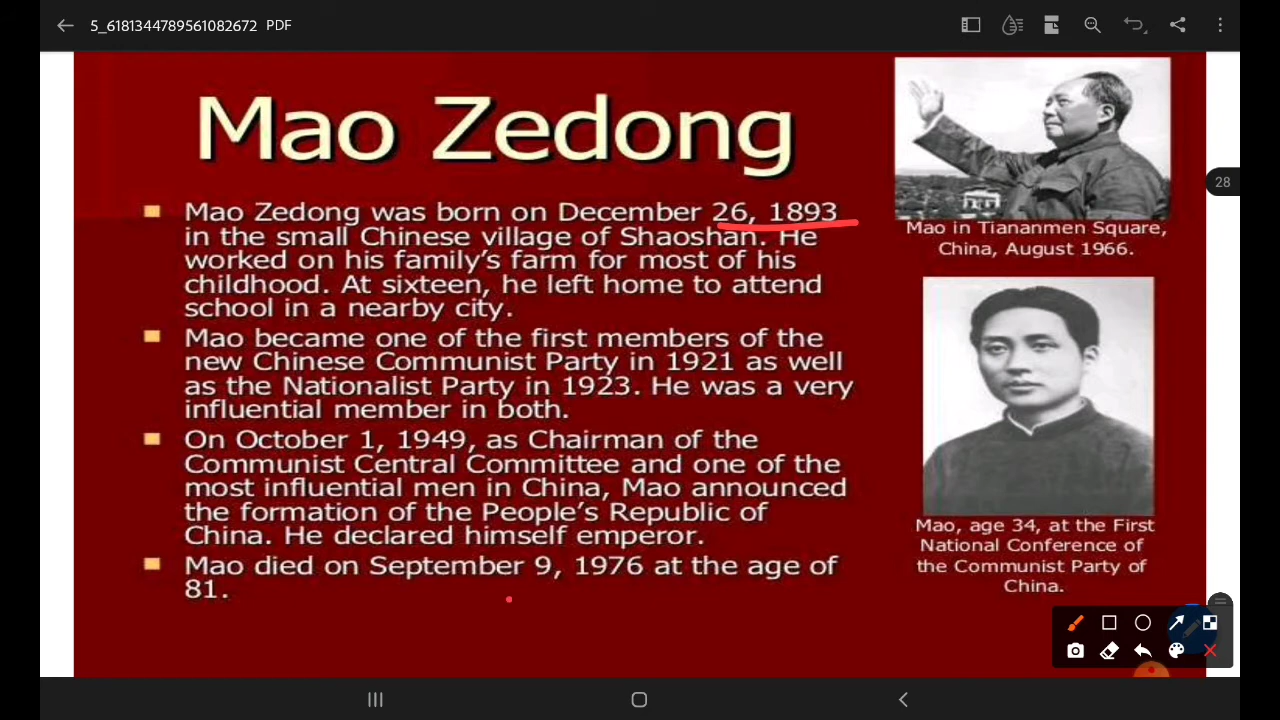 5_6181344789561082672 PDF
Mao Zedong
28
Mao Zedong was born on December 26, 1893
in the small Chinese village of Shaoshan. He
worked on his family's farm for most of his
childhood. At sixteen, he left home to attend
school in a nearby city.
Mao became one of the first members of the
new Chinese Communist Party in 1921 as well
as the Nationalist Party in 1923. He was a very
influential member in both.
On October 1, 1949, as Chairman of the
Communist Central Committee and one of the
most influential men in China, Mao announced
the formation of the People's Republic of
China. He declared himself emperor.
Mao died on September 9, 1976 at the age of
81.
Mao in Tiananmen Square,
China, August 1966.
Mao, age 34, at the First
National Conference of
the Communist Party of
China.